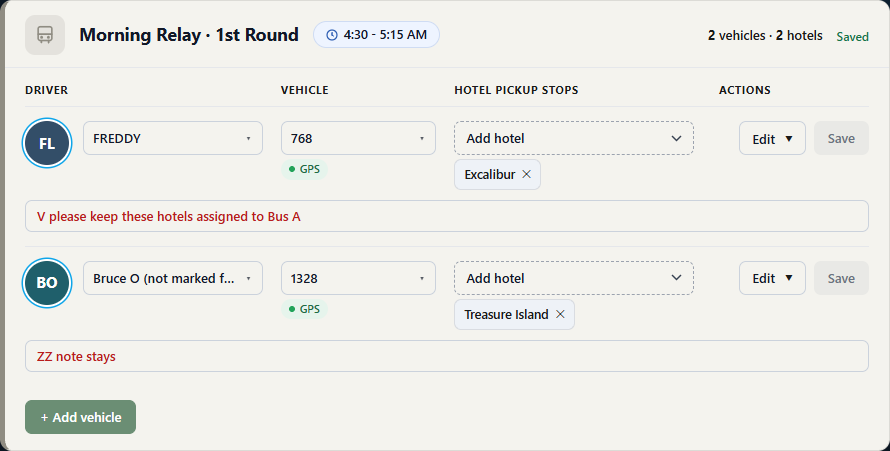 Morning Relay · 1st Round
4:30 - 5:15 AM
2 vehicles · 2 hotels
Saved
DRIVER
VEHICLE
HOTEL PICKUP STOPS
ACTIONS
FL
FREDDY
768
Add hotel
Edit
Save
GPS
Excalibur
V please keep these hotels assigned to Bus A
BO
Bruce O (not marked f...
1328
Add hotel
Edit
Save
GPS
Treasure Island
ZZ note stays
+ Add vehicle